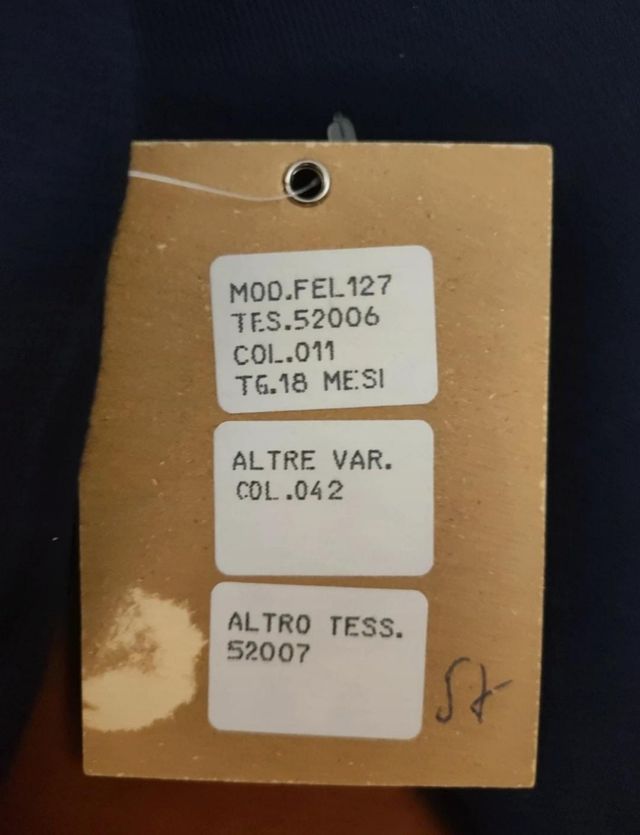 MOD.FEL127
TES.52006
COL.011
TG.18 MESI
ALTRE VAR.
COL.042
ALTRO TESS.
52007